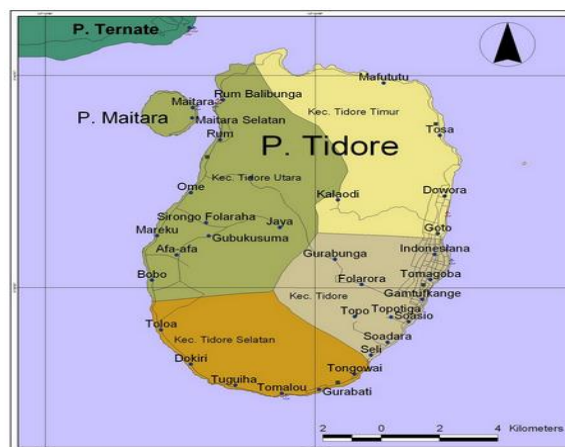 P. Ternate
Mafututu
Rum Balibunga
Maitara
Kec. Tidore Timur
P. Maitara
Maitara Selatan
Tosa
Rum
P. Tidore
Kec. Tidore Utara
Ome
Kalaodi
Dowora
Sirongo Folaraha
Jaya
Mareku
Gubukusuma
Goto
Afa-afa
Gurabunga
Indonesiana
Bobo
Folarora
Tomagoba
Kec. Tidore
Gamtufkange
Topo
Topotiga
Soasio
Toloa
Kec. Tidore Selatan
Soadara
Seli
Dokiri
Tongowai
Tuguiha
Tomalou
Gurabati
2 0 2 4 Kilometers